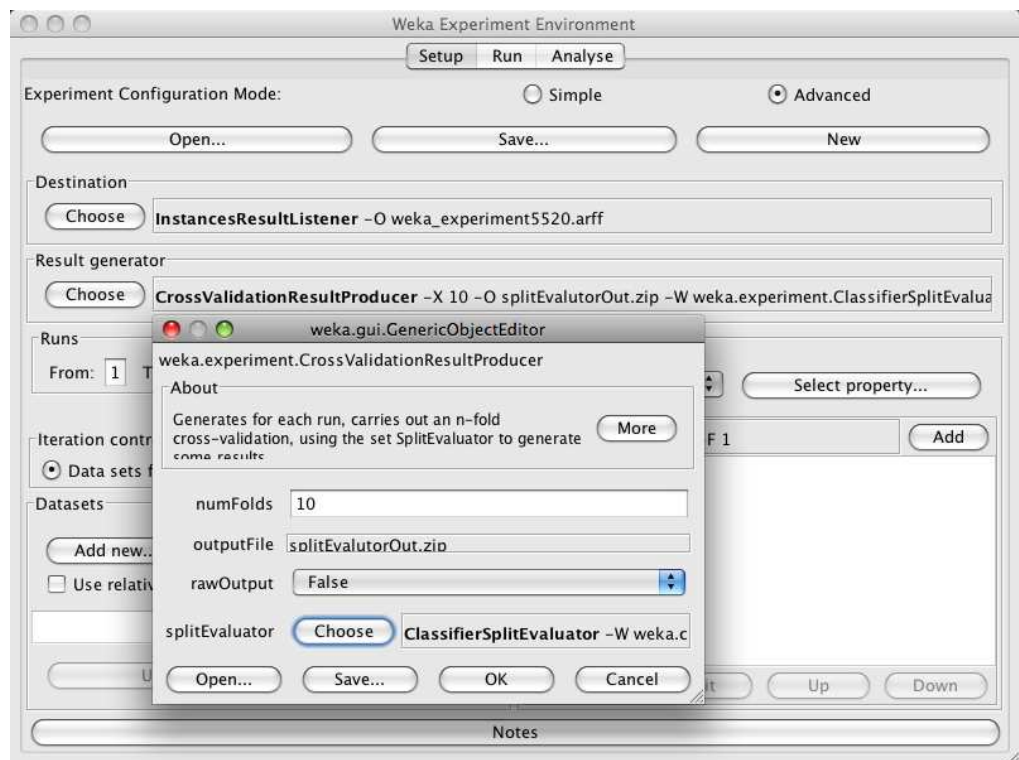 Weka Experiment Environment
Setup Run Analyse
Experiment Configuration Mode: Simple Advanced
Open... Save... New
Destination
Choose InstancesResultListener -O weka_experiment5520.arff
Result generator
Choose CrossValidationResultProducer -X 10 -O splitEvalutorOut.zip -W weka.experiment.ClassifierSplitEvalua
Runs
From: 1 T
Select property...
Iteration contr
Data sets f
F 1 Add
Datasets
Add new..
Use relativ
U
weka.gui.GenericObjectEditor
weka.experiment.CrossValidationResultProducer
About
Generates for each run, carries out an n-fold
cross-validation, using the set SplitEvaluator to generate
some results
More
numFolds 10
outputFile splitEvalutorOut.zip
rawOutput False
splitEvaluator Choose ClassifierSplitEvaluator -W weka.c
Open... Save... OK Cancel
it Up Down
Notes